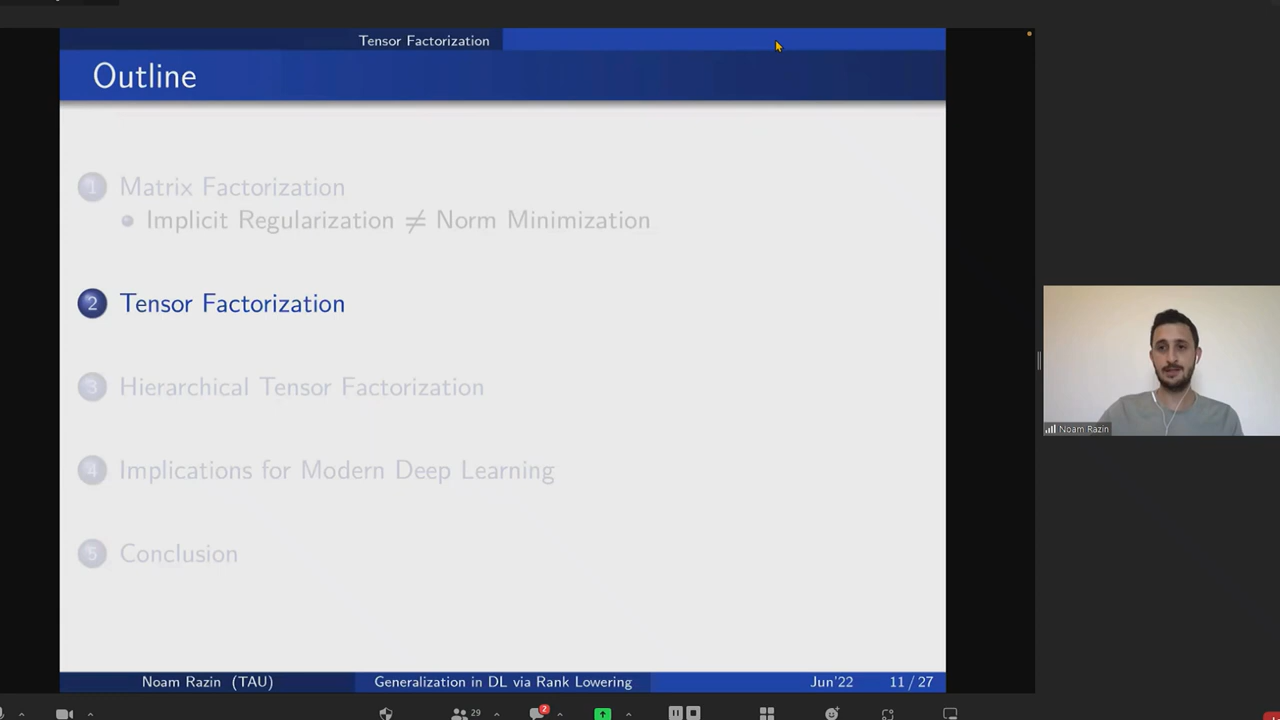 Tensor Factorization
Outline
1 Matrix Factorization
Implicit Regularization ≠ Norm Minimization
2 Tensor Factorization
3 Hierarchical Tensor Factorization
4 Implications for Modern Deep Learning
5 Conclusion
Noam Razin
Noam Razin (TAU) Generalization in DL via Rank Lowering Jun'22 11 / 27
29
2